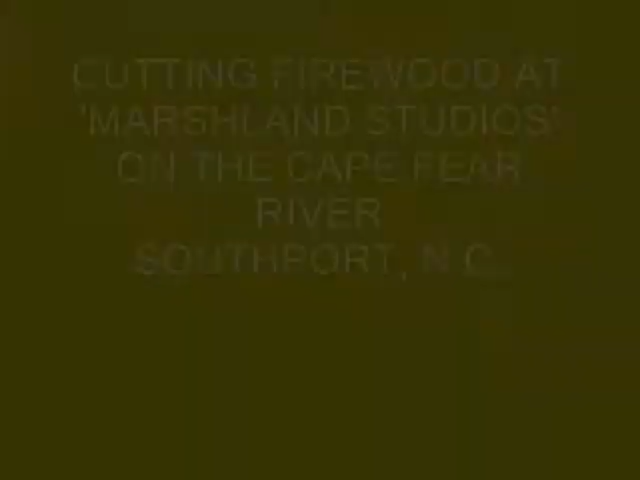 CUTTING FIREWOOD AT
'MARSHLAND STUDIOS'
ON THE CAPE FEAR
RIVER
SOUTHPORT, N.C.